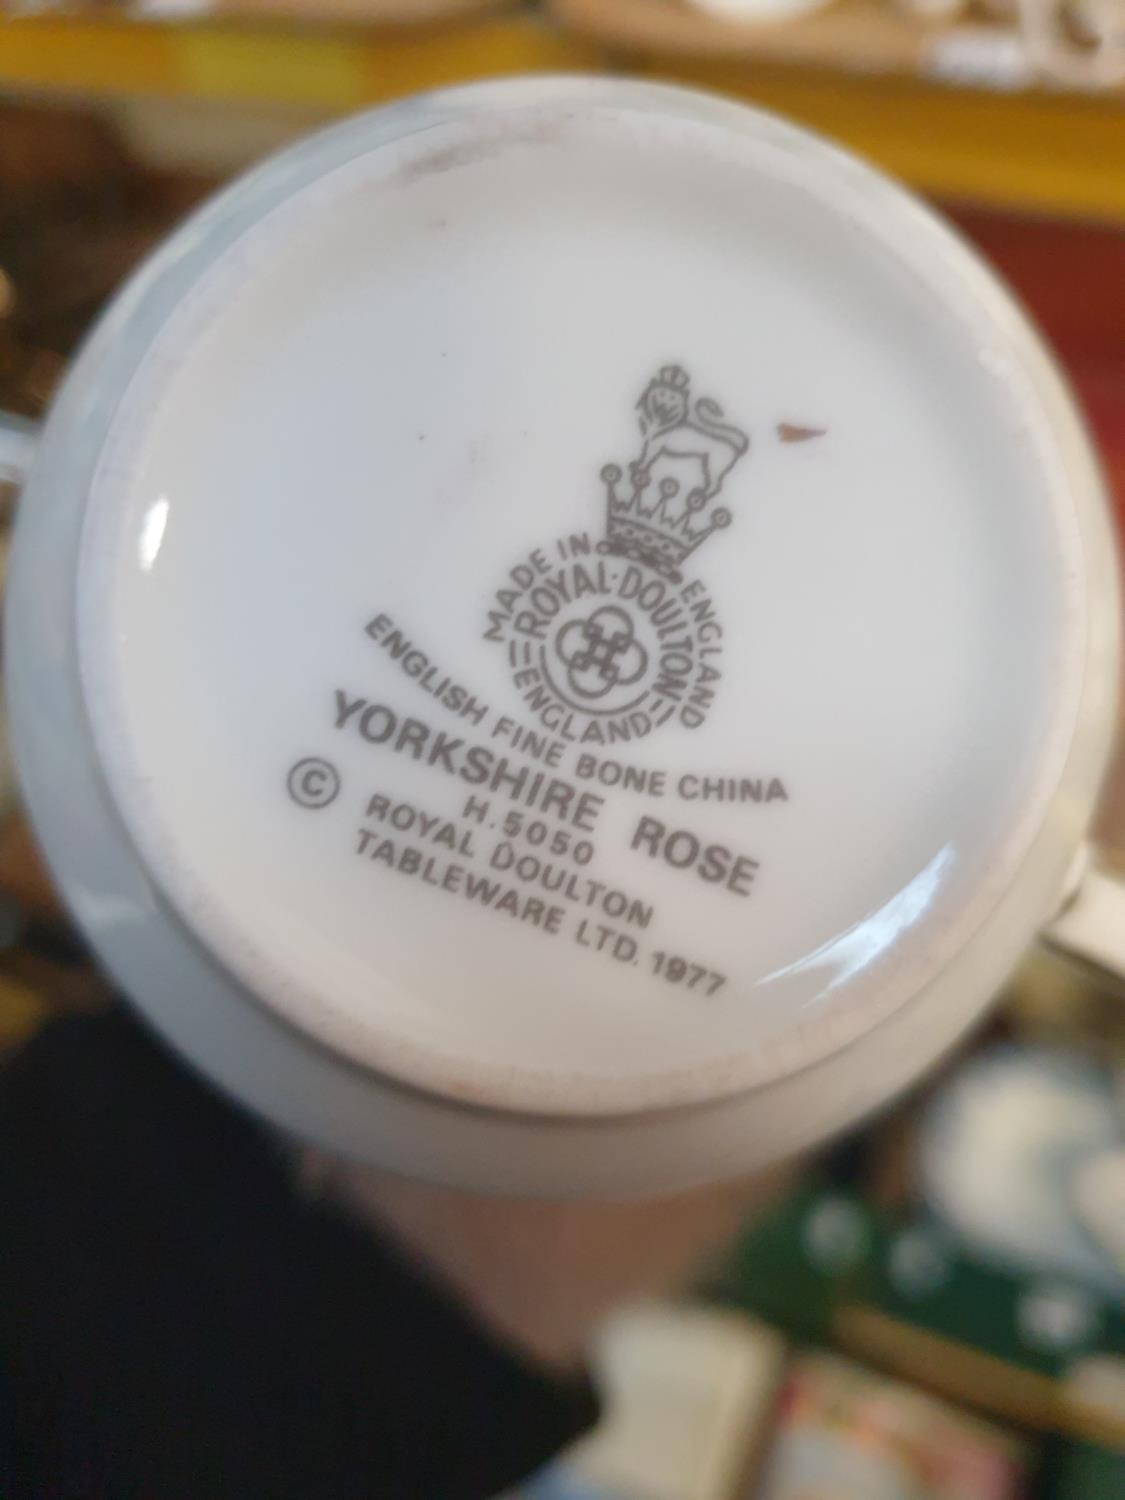 MADE IN ENGLAND
ROYAL·DOULTON
ENGLAND
ENGLISH FINE BONE CHINA
YORKSHIRE ROSE
H.5050
© ROYAL DOULTON
TABLEWARE LTD. 1977